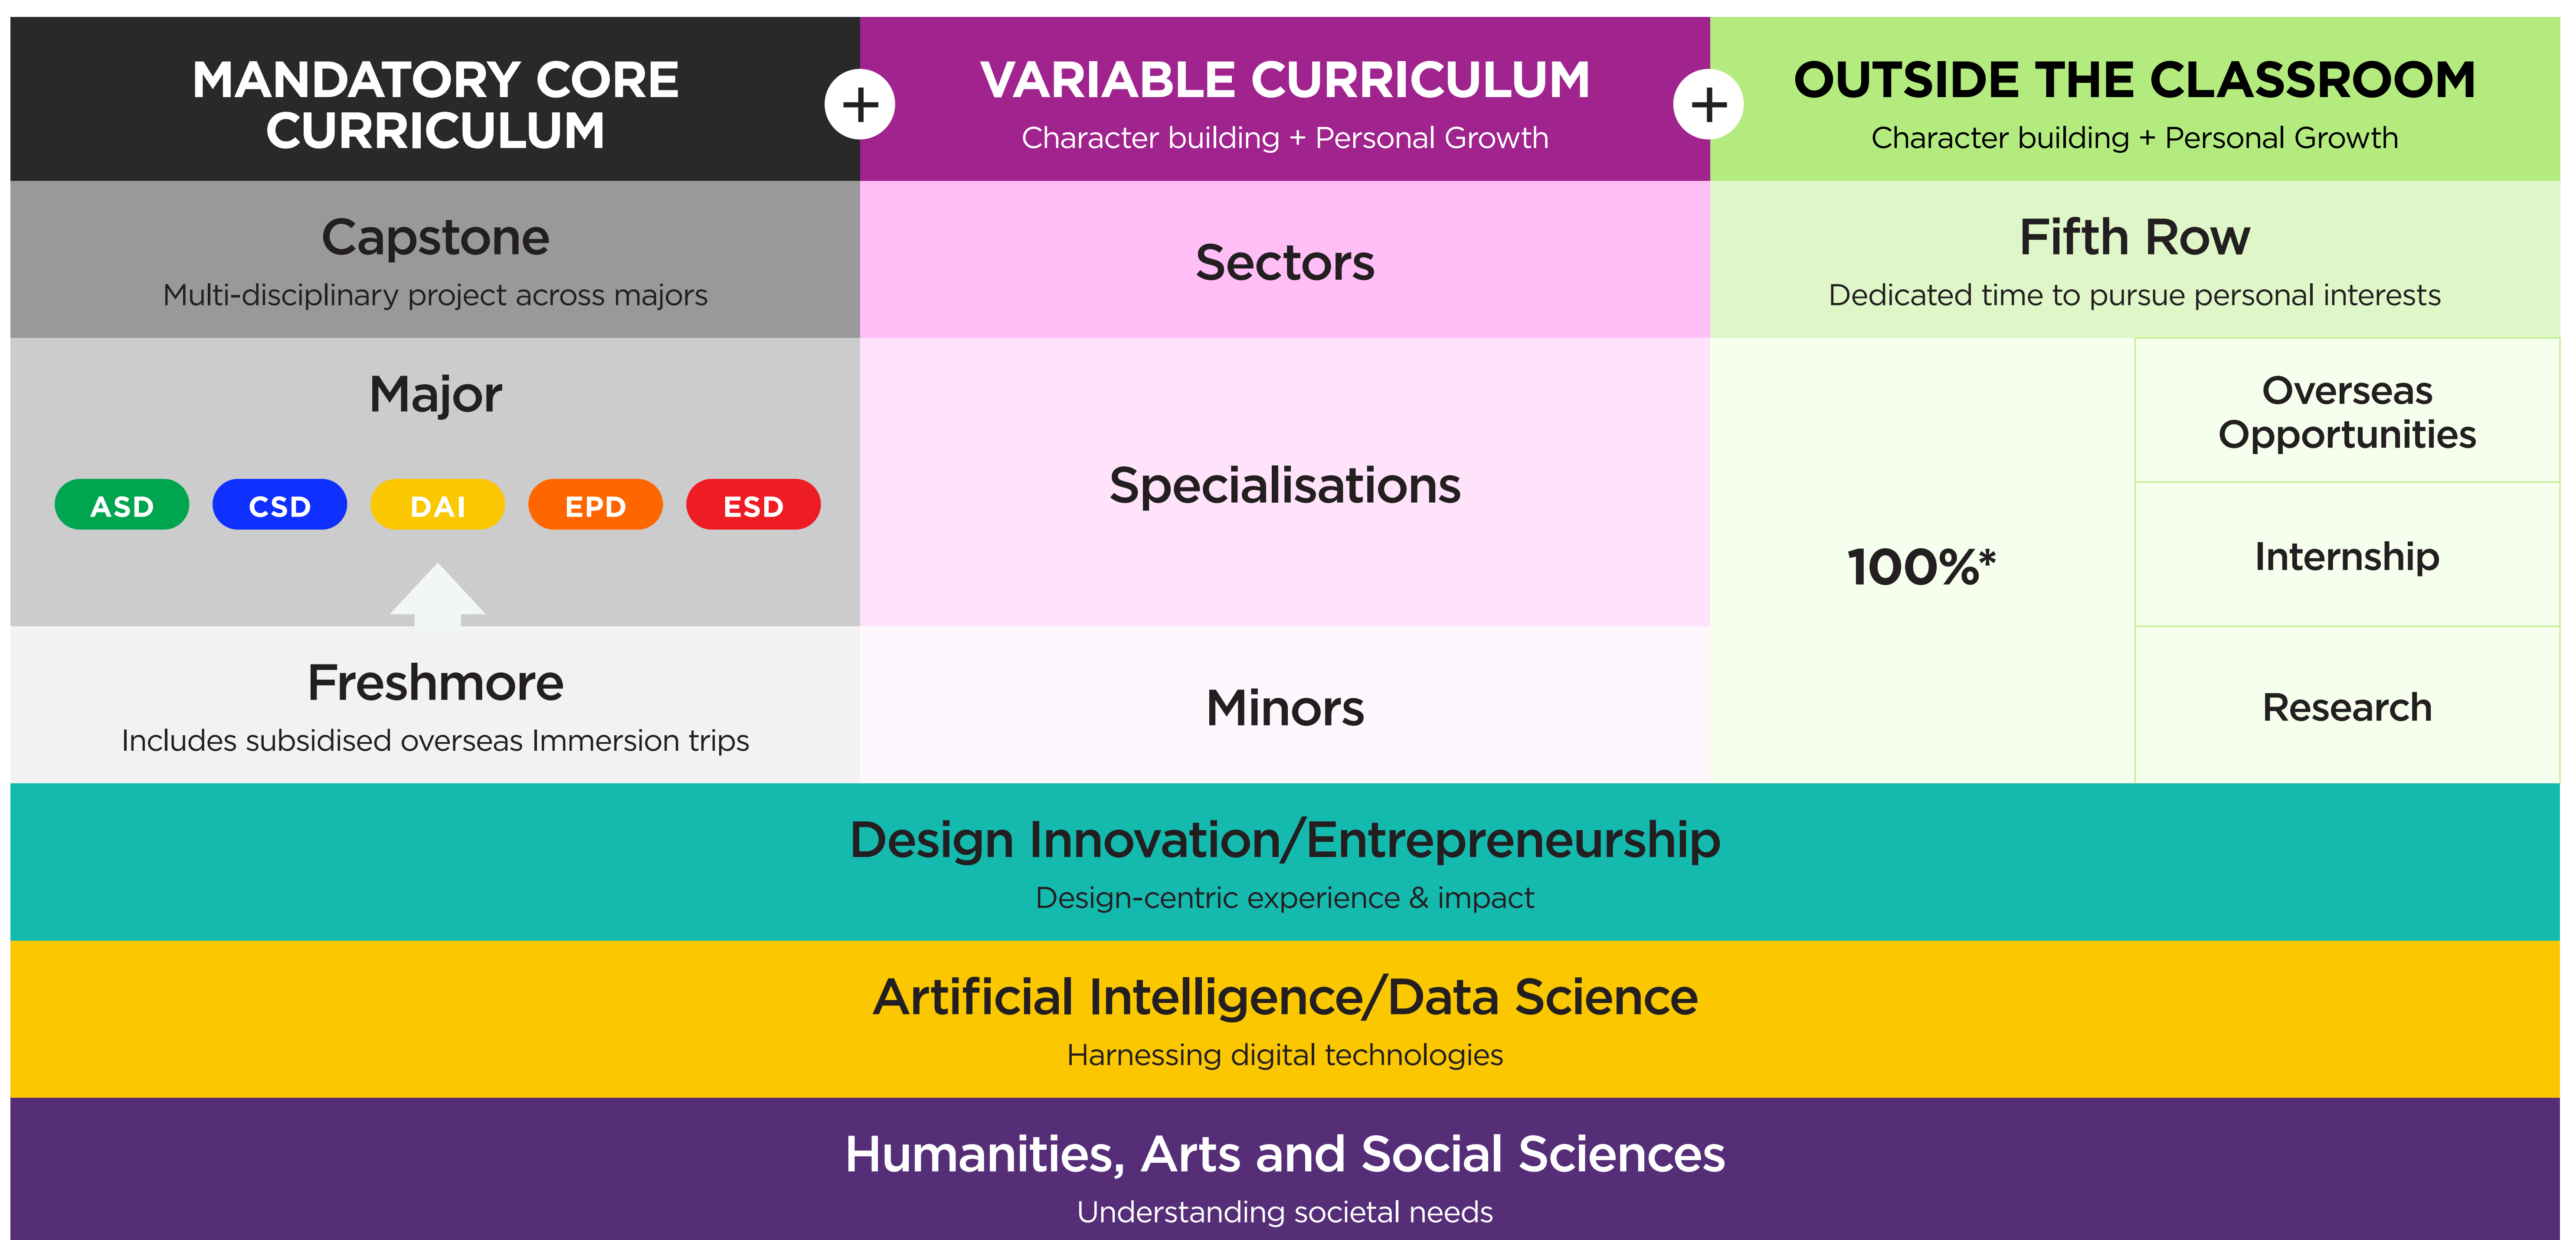 MANDATORY CORE
CURRICULUM
+
VARIABLE CURRICULUM
Character building + Personal Growth
+
OUTSIDE THE CLASSROOM
Character building + Personal Growth
Capstone
Multi-disciplinary project across majors
Sectors
Fifth Row
Dedicated time to pursue personal interests
Major
ASD
CSD
DAI
EPD
ESD
Specialisations
100%*
Overseas
Opportunities
Internship
Research
Freshmore
Includes subsidised overseas Immersion trips
Minors
Design Innovation/Entrepreneurship
Design-centric experience & impact
Artificial Intelligence/Data Science
Harnessing digital technologies
Humanities, Arts and Social Sciences
Understanding societal needs